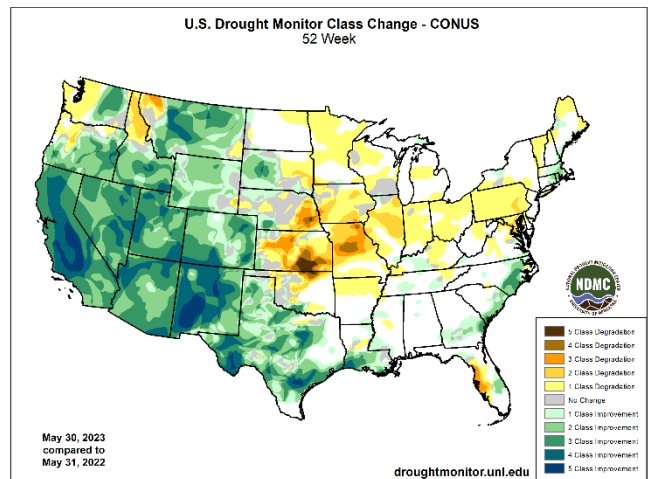 U.S. Drought Monitor Class Change - CONUS
52 Week
NDMC
5 Class Degradation
4 Class Degradation
3 Class Degradation
2 Class Degradation
1 Class Degradation
No Change
1 Class Improvement
2 Class Improvement
3 Class Improvement
4 Class Improvement
5 Class Improvement
May 30, 2023
compared to
May 31, 2022
droughtmonitor.unl.edu